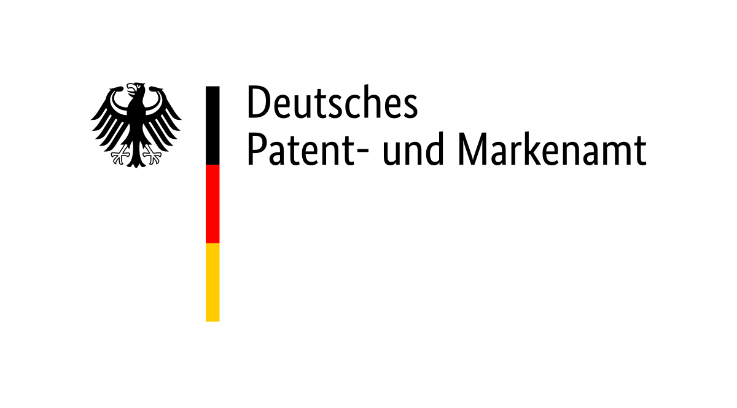 Deutsches
Patent- und Markenamt